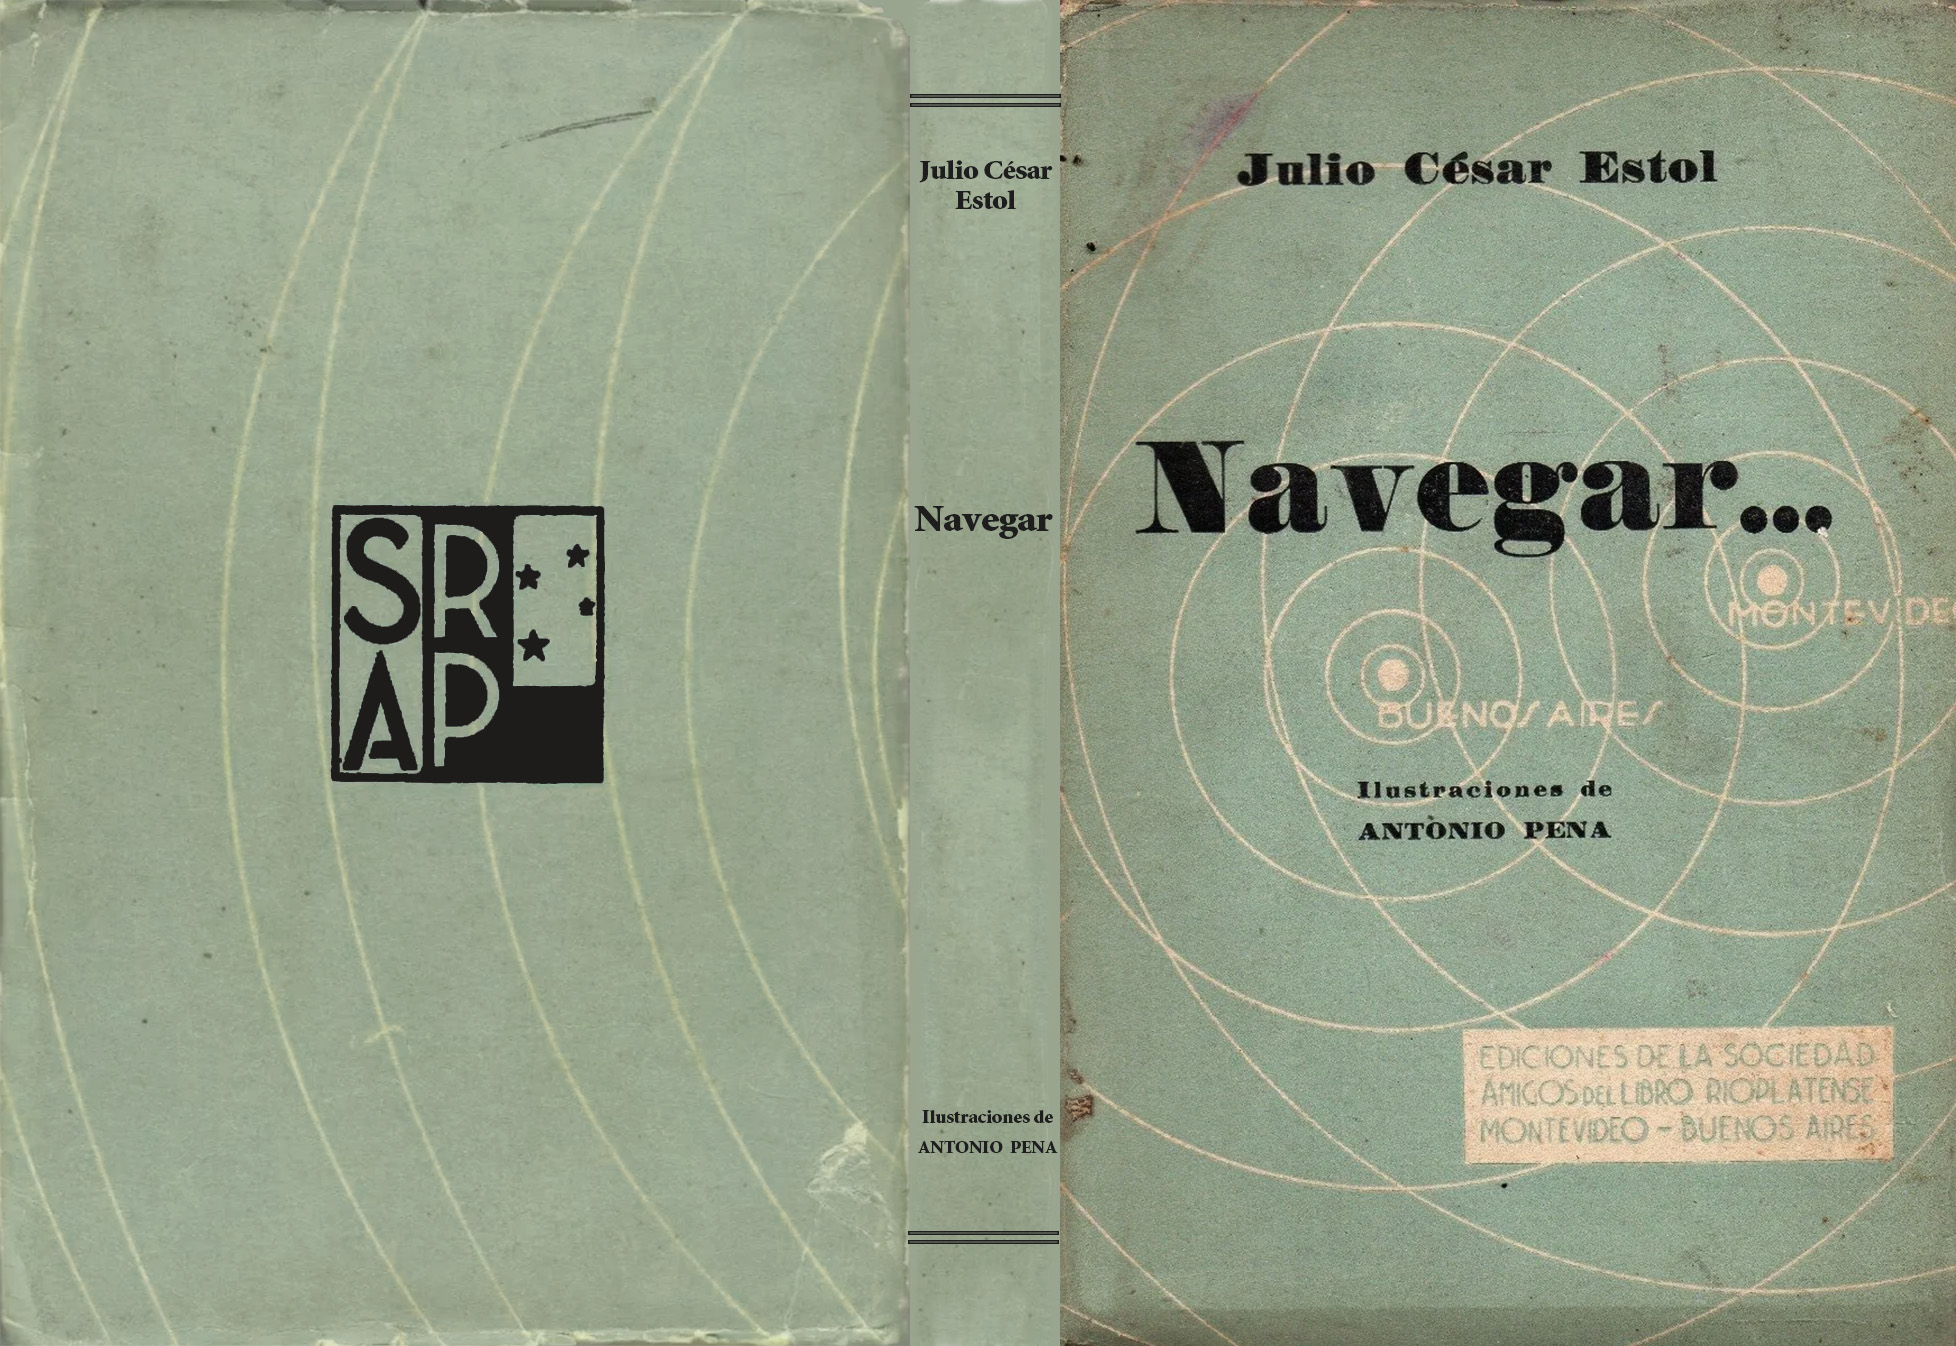 SR
AP
Julio César
Estol
Navegar
Ilustraciones de
ANTONIO PENA
Julio César Estol
Navegar...
MONTEVIDE
BUENOS AIRES
Ilustraciones de
ANTONIO PENA
EDICIONES DE LA SOCIEDAD
AMIGOS DEL LIBRO RIOPLATENSE
MONTEVIDEO - BUENOS AIRES